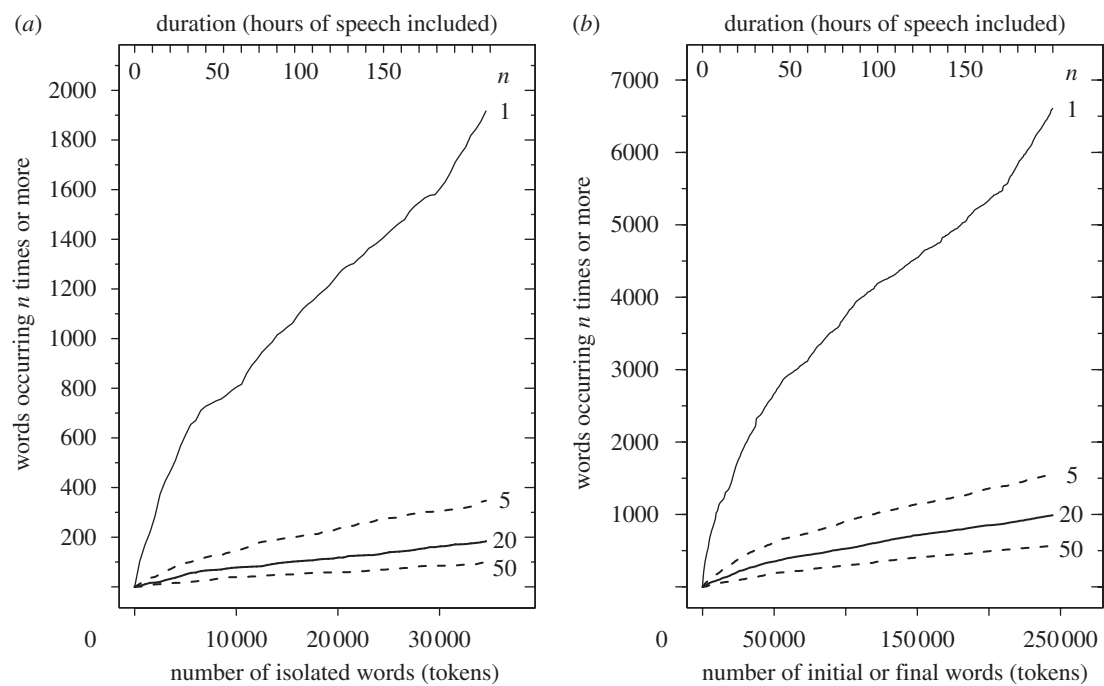 (a)
duration (hours of speech included)
0 50 100 150
n
2000
1800
1600
1400
1200
1000
800
600
400
200
0
words occurring n times or more
1
5
20
50
10000 20000 30000
number of isolated words (tokens)
(b)
duration (hours of speech included)
0 50 100 150
n
7000
6000
5000
4000
3000
2000
1000
0
words occurring n times or more
1
5
20
50
50000 150000 250000
number of initial or final words (tokens)